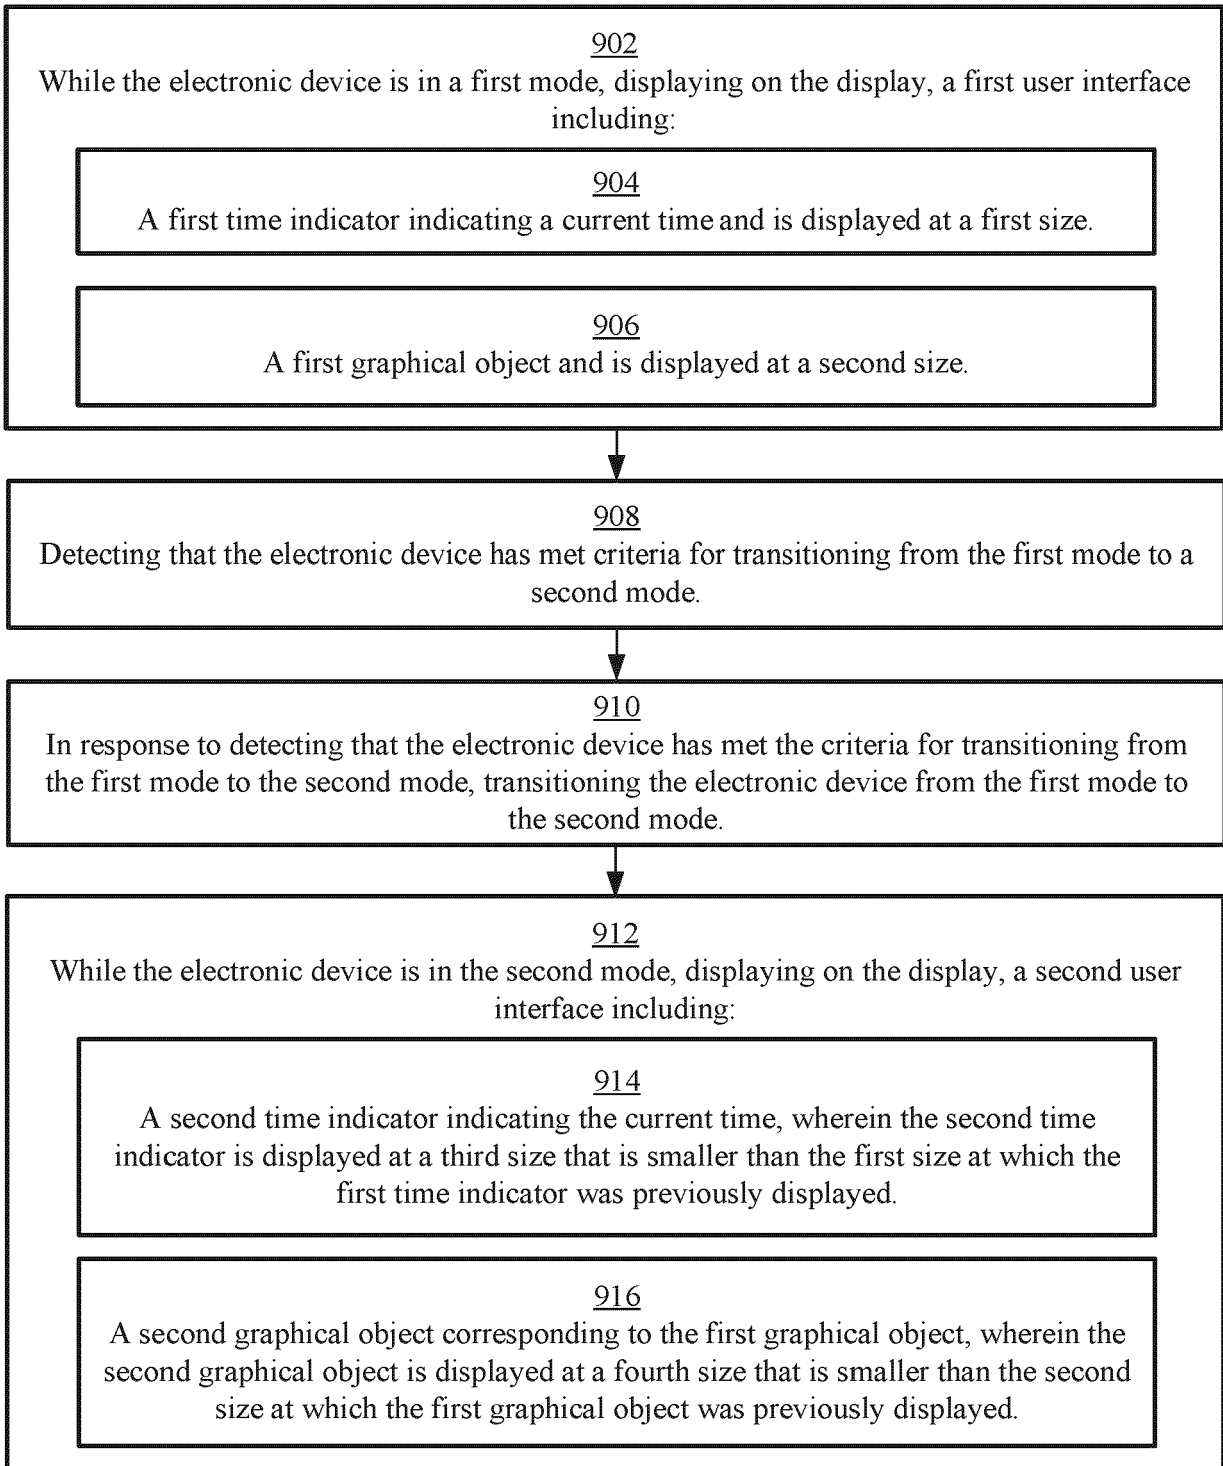 902
While the electronic device is in a first mode, displaying on the display, a first user interface
including:
904
A first time indicator indicating a current time and is displayed at a first size.
906
A first graphical object and is displayed at a second size.
908
Detecting that the electronic device has met criteria for transitioning from the first mode to a
second mode.
910
In response to detecting that the electronic device has met the criteria for transitioning from
the first mode to the second mode, transitioning the electronic device from the first mode to
the second mode.
912
While the electronic device is in the second mode, displaying on the display, a second user
interface including:
914
A second time indicator indicating the current time, wherein the second time
indicator is displayed at a third size that is smaller than the first size at which the
first time indicator was previously displayed.
916
A second graphical object corresponding to the first graphical object, wherein the
second graphical object is displayed at a fourth size that is smaller than the second
size at which the first graphical object was previously displayed.